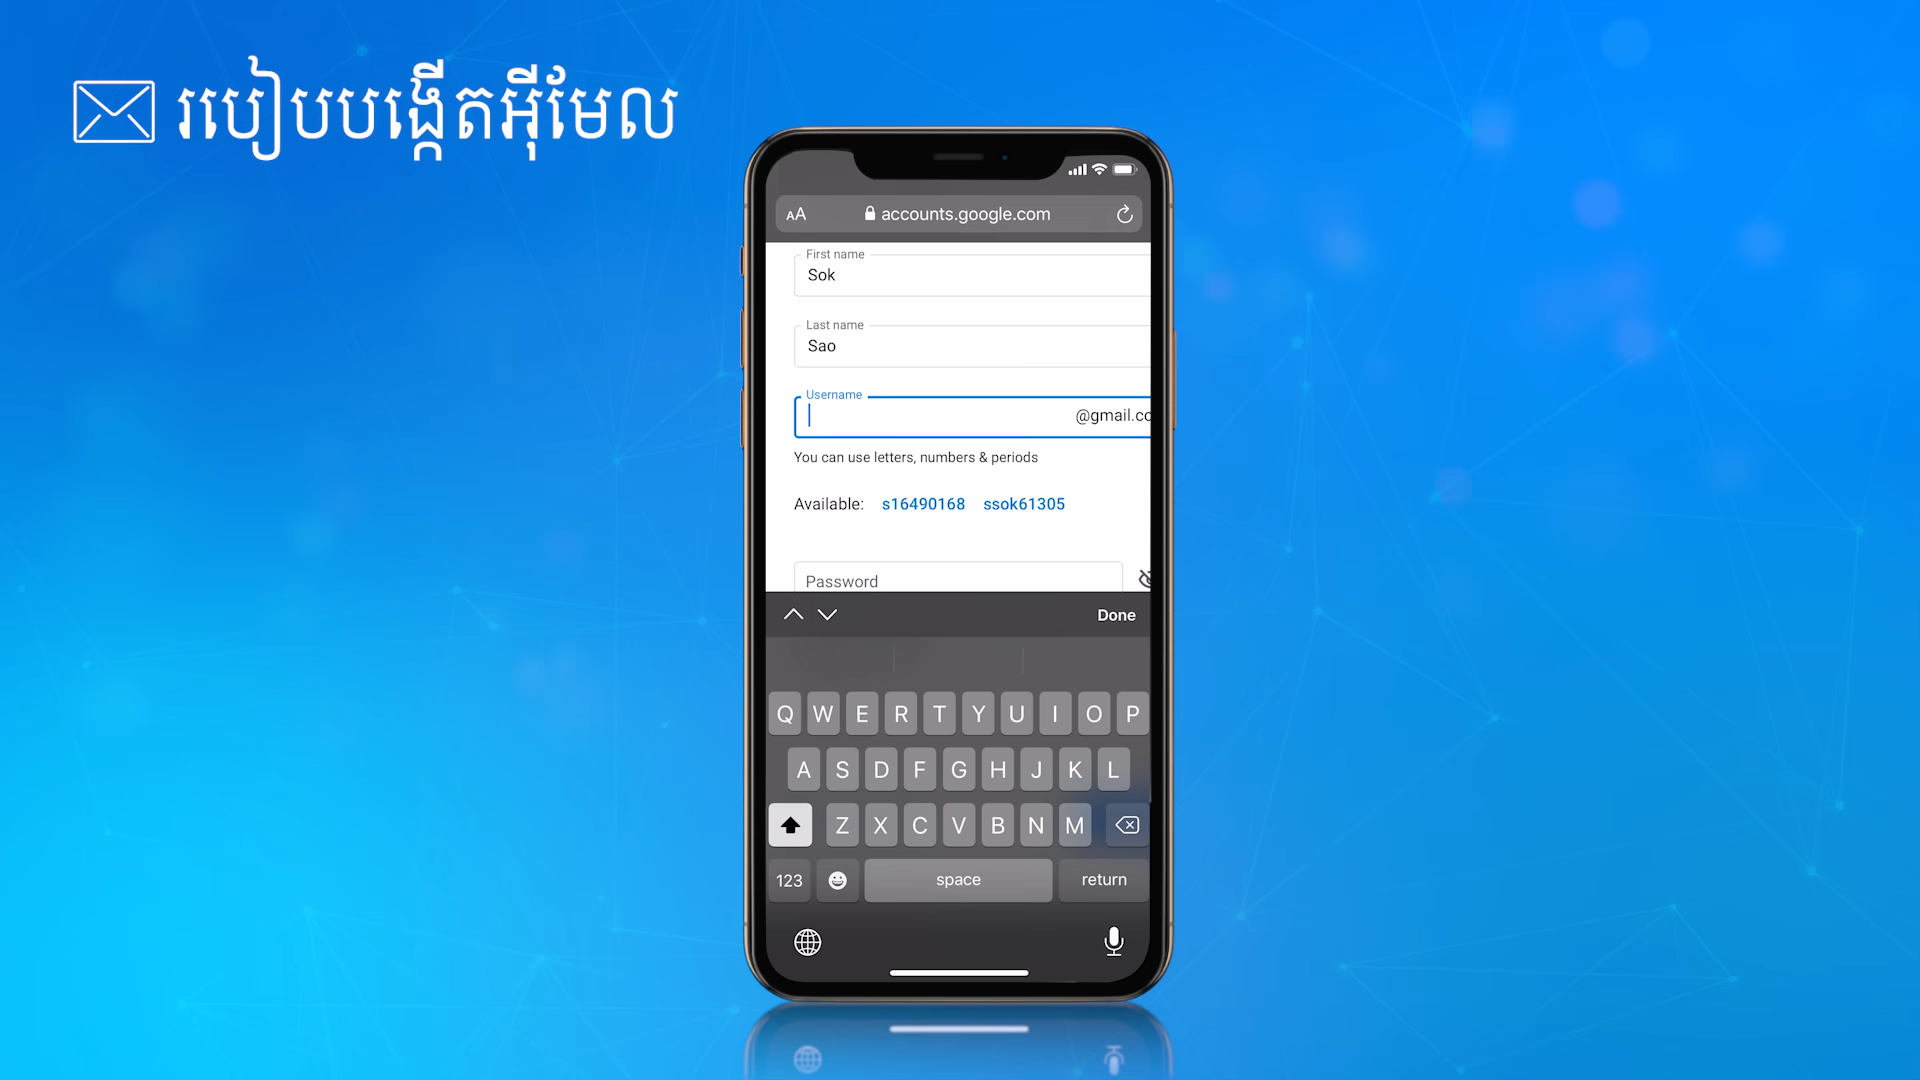 របៀបបង្កើតអ៊ីមែល
AA accounts.google.com
First name
Sok
Last name
Sao
Username
@gmail.co
You can use letters, numbers & periods
Available: s16490168 ssok61305
Password
Done
Q W E R T Y U I O P
A S D F G H J K L
Z X C V B N M
123 space return